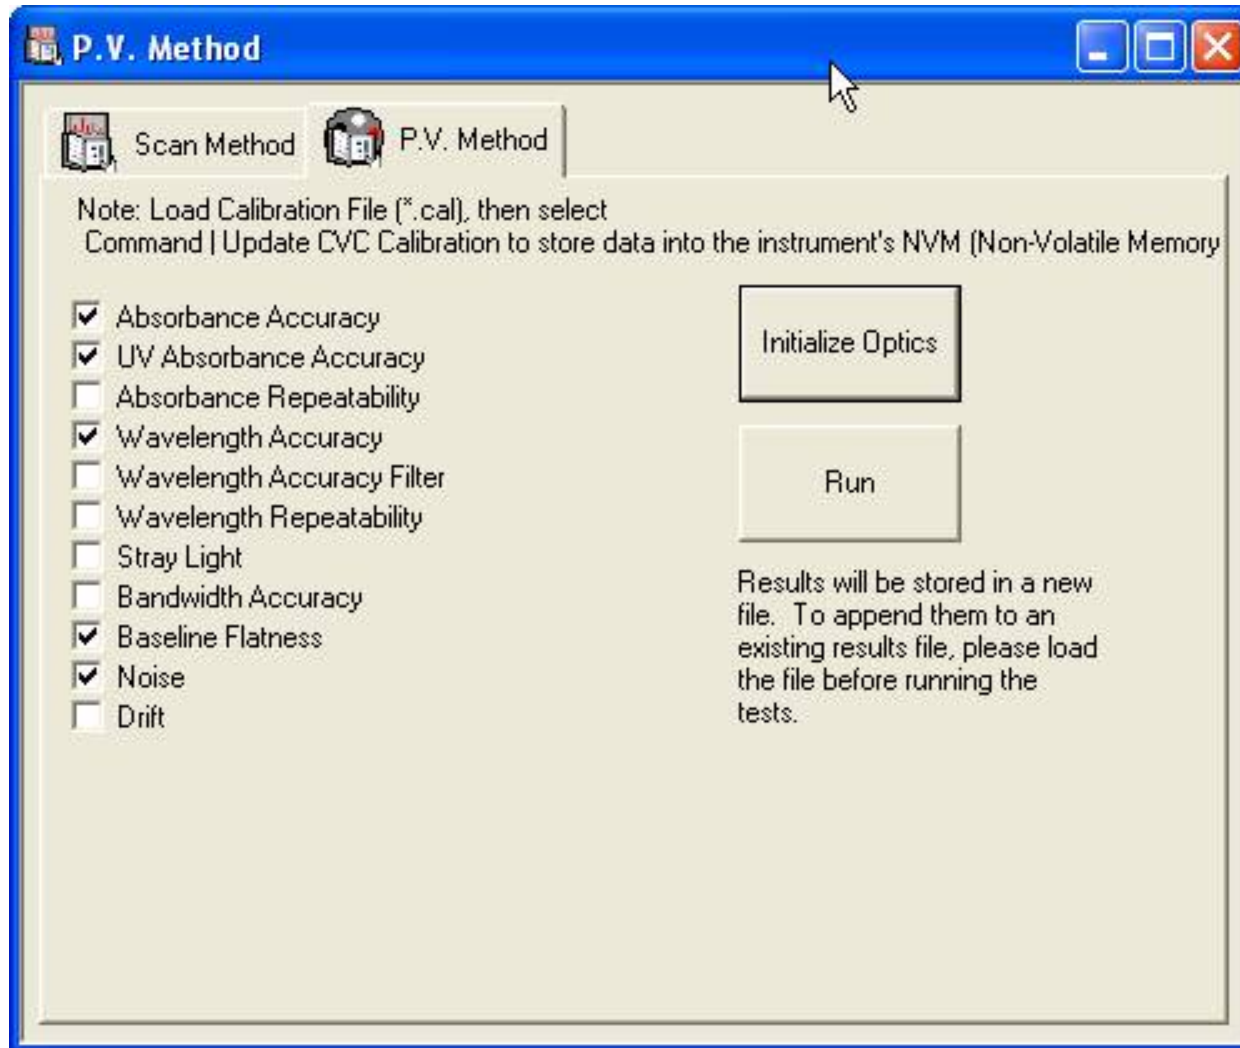 P.V. Method
Scan Method
P.V. Method
Note: Load Calibration File (*.cal), then select
Command | Update CVC Calibration to store data into the instrument's NVM (Non-Volatile Memory
Absorbance Accuracy
UV Absorbance Accuracy
Absorbance Repeatability
Wavelength Accuracy
Wavelength Accuracy Filter
Wavelength Repeatability
Stray Light
Bandwidth Accuracy
Baseline Flatness
Noise
Drift
Initialize Optics
Run
Results will be stored in a new
file.  To append them to an
existing results file, please load
the file before running the
tests.